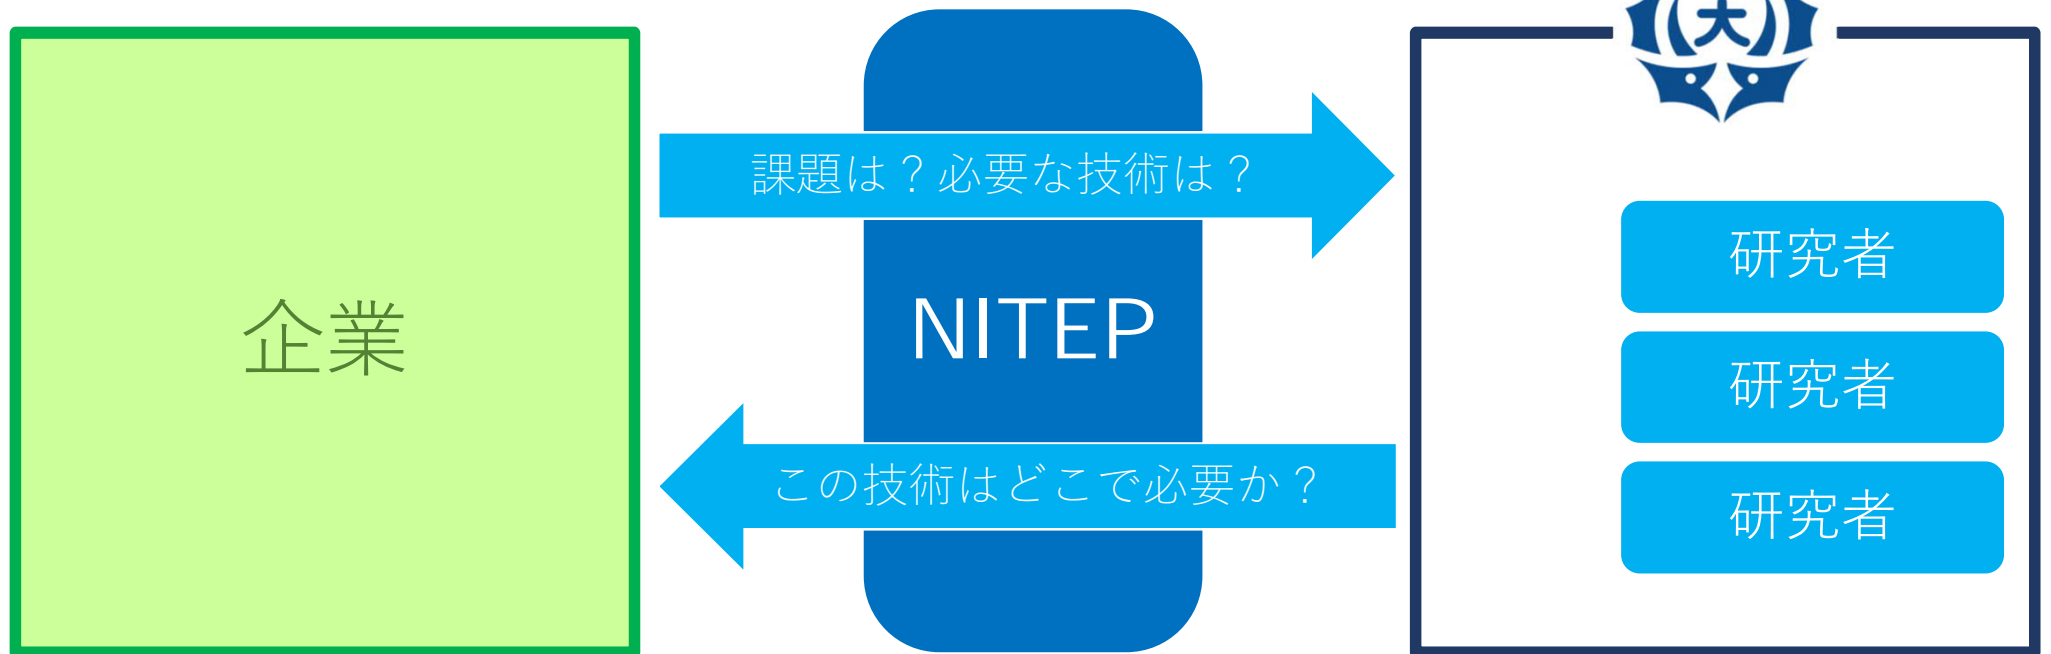 大
課題は？必要な技術は？
研究者
企業
NITEP
研究者
この技術はどこで必要か？
研究者